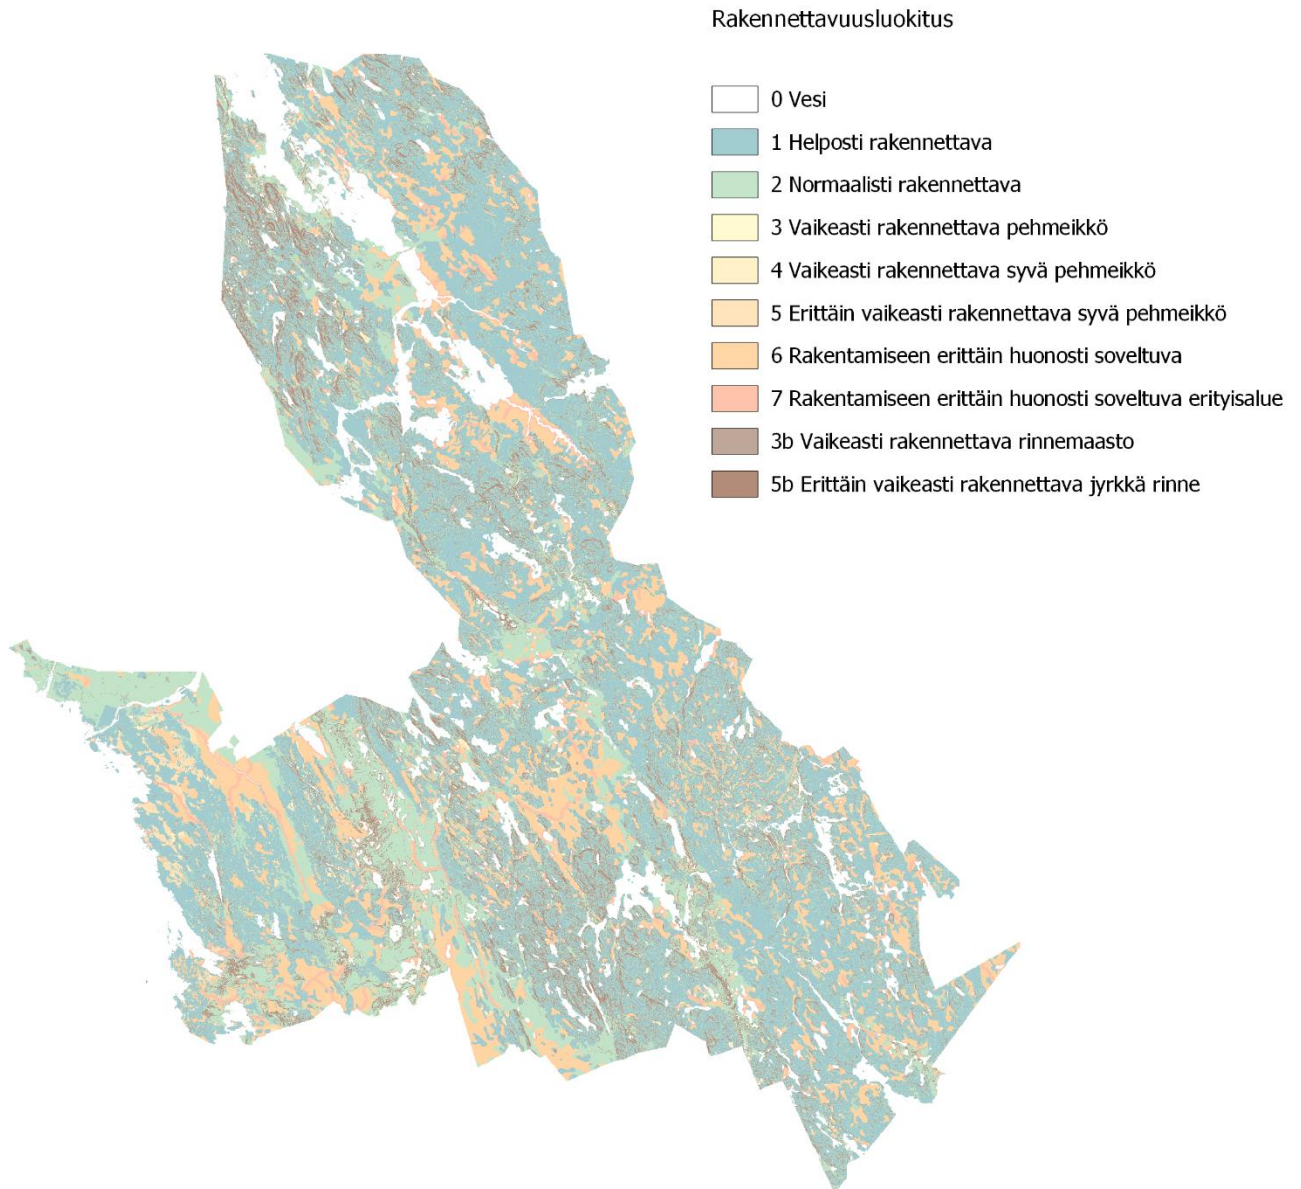 Rakennettavuusluokitus
0 Vesi
1 Helposti rakennettava
2 Normaalisti rakennettava
3 Vaikeasti rakennettava pehmeikkö
4 Vaikeasti rakennettava syvä pehmeikkö
5 Erittäin vaikeasti rakennettava syvä pehmeikkö
6 Rakentamiseen erittäin huonosti soveltuva
7 Rakentamiseen erittäin huonosti soveltuva erityisalue
3b Vaikeasti rakennettava rinnemaasto
5b Erittäin vaikeasti rakennettava jyrkkä rinne